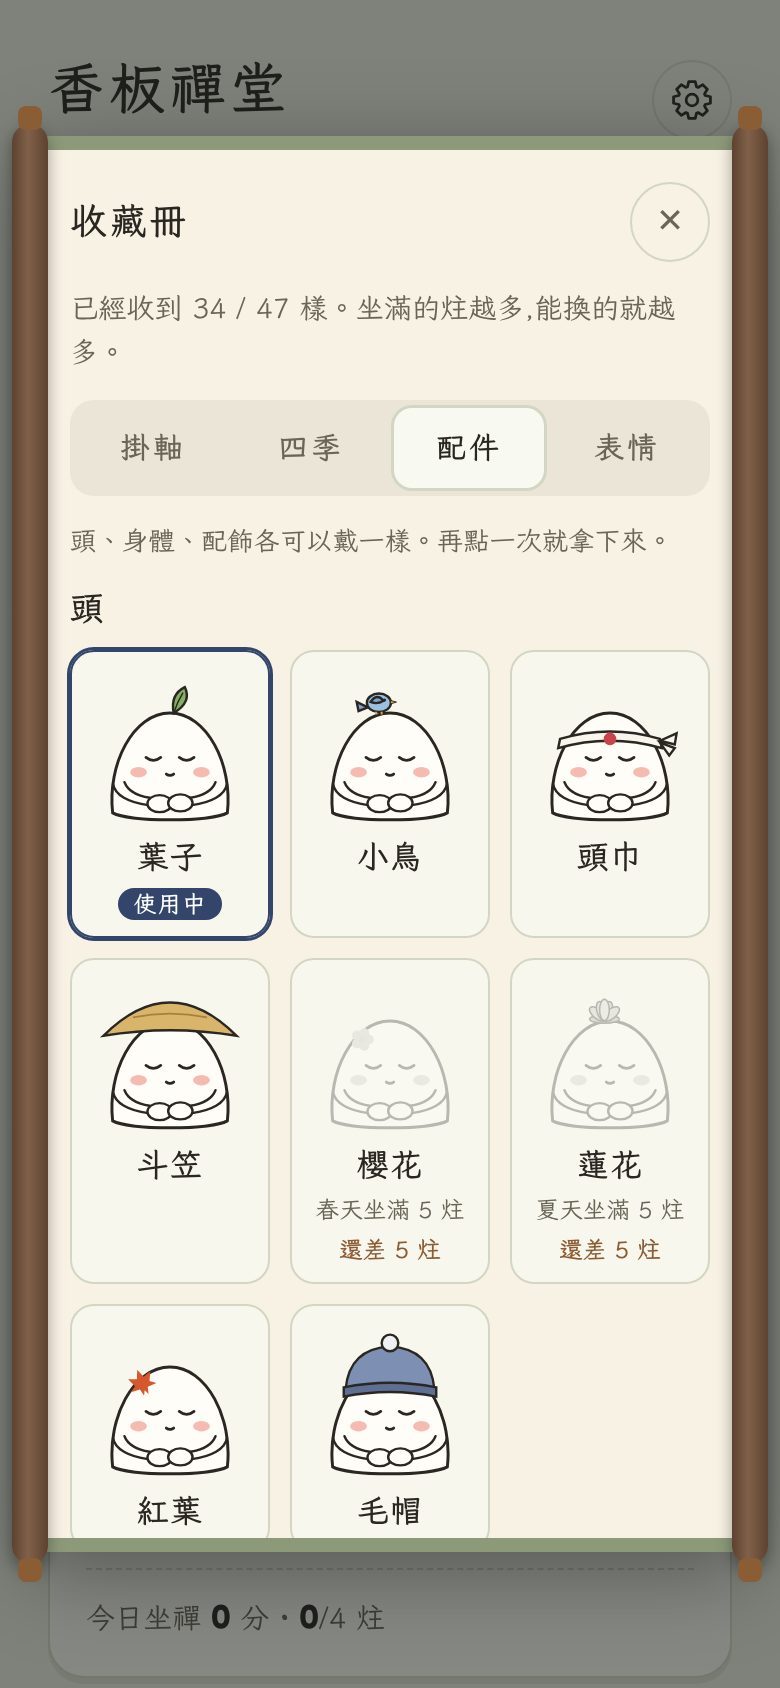 香板禪堂
收藏冊
已經收到 34 / 47 樣。坐滿的炷越多,能換的就越
多。
掛軸 四季 配件 表情
頭、身體、配飾各可以戴一樣。再點一次就拿下來。
頭
葉子 小鳥 頭巾
使用中
斗笠 櫻花 蓮花
春天坐滿 5 炷 夏天坐滿 5 炷
還差 5 炷 還差 5 炷
紅葉 毛帽
今日坐禪 0 分・0/4 炷